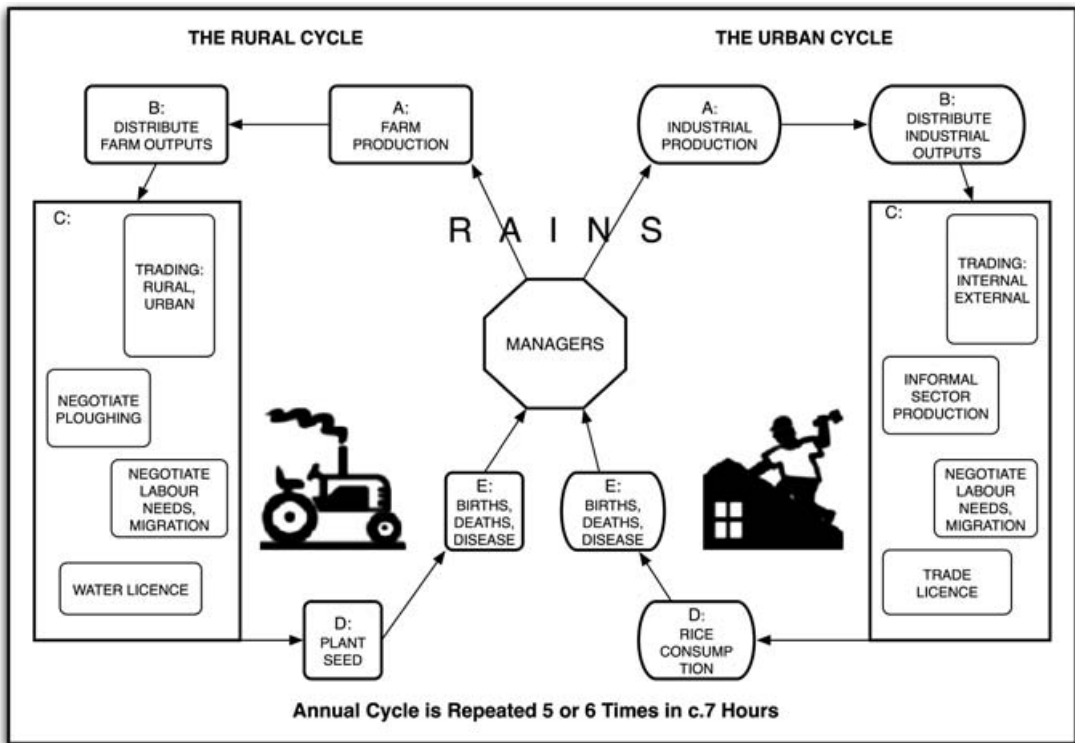 THE RURAL CYCLE
THE URBAN CYCLE
B:
DISTRIBUTE
FARM OUTPUTS
A:
FARM
PRODUCTION
A:
INDUSTRIAL
PRODUCTION
B:
DISTRIBUTE
INDUSTRIAL
OUTPUTS
C:
TRADING:
RURAL,
URBAN
NEGOTIATE
PLOUGHING
NEGOTIATE
LABOUR
NEEDS,
MIGRATION
WATER LICENCE
RAINS
MANAGERS
C:
TRADING:
INTERNAL
EXTERNAL
INFORMAL
SECTOR
PRODUCTION
NEGOTIATE
LABOUR
NEEDS,
MIGRATION
TRADE
LICENCE
E:
BIRTHS,
DEATHS,
DISEASE
E:
BIRTHS,
DEATHS,
DISEASE
D:
PLANT
SEED
D:
RICE
CONSUMP
TION
Annual Cycle is Repeated 5 or 6 Times in c.7 Hours